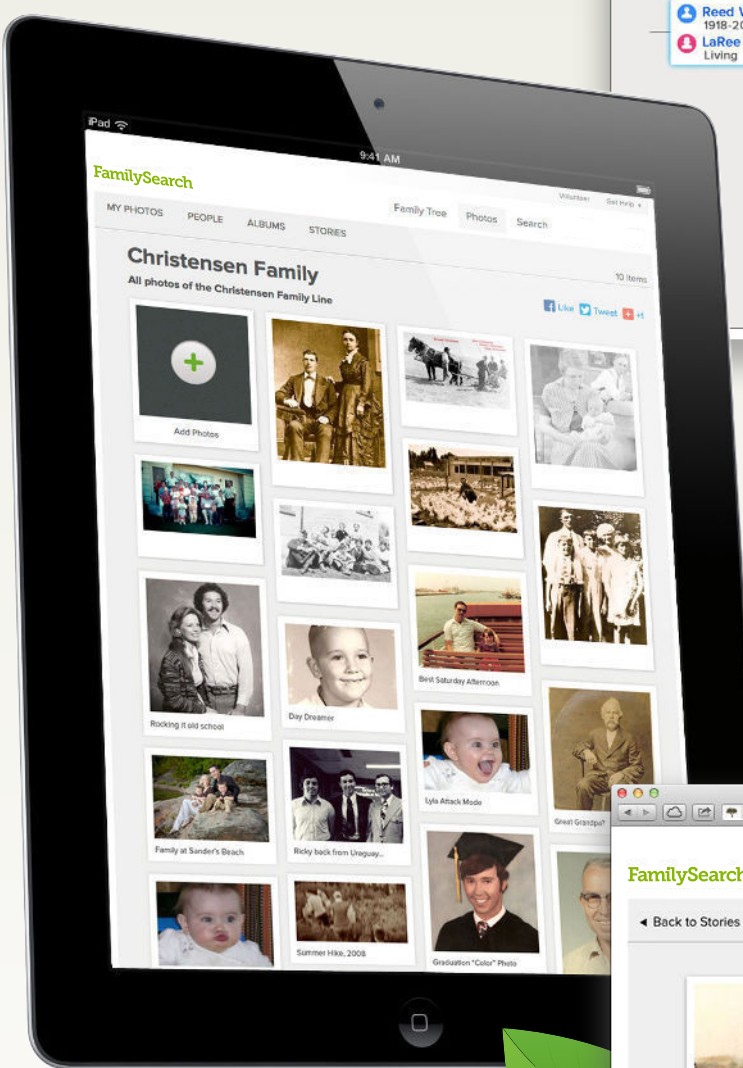 Reed
1918-20
LaRee
Living
iPad
9:41 AM
FamilySearch
Volunteer Get Help
Family Tree Photos Search
MY PHOTOS PEOPLE ALBUMS STORIES
Christensen Family
10 Items
All photos of the Christensen Family Line
Like Tweet +1
Add Photos
Best Saturday Afternoon
Rocking it old school
Day Dreamer
Lyla Attack Mode
Great Grandpa?
Family at Sander's Beach
Ricky back from Uraguay...
Summer Hike, 2008
Graduation "Color" Photo
FamilySearch
Back to Stories